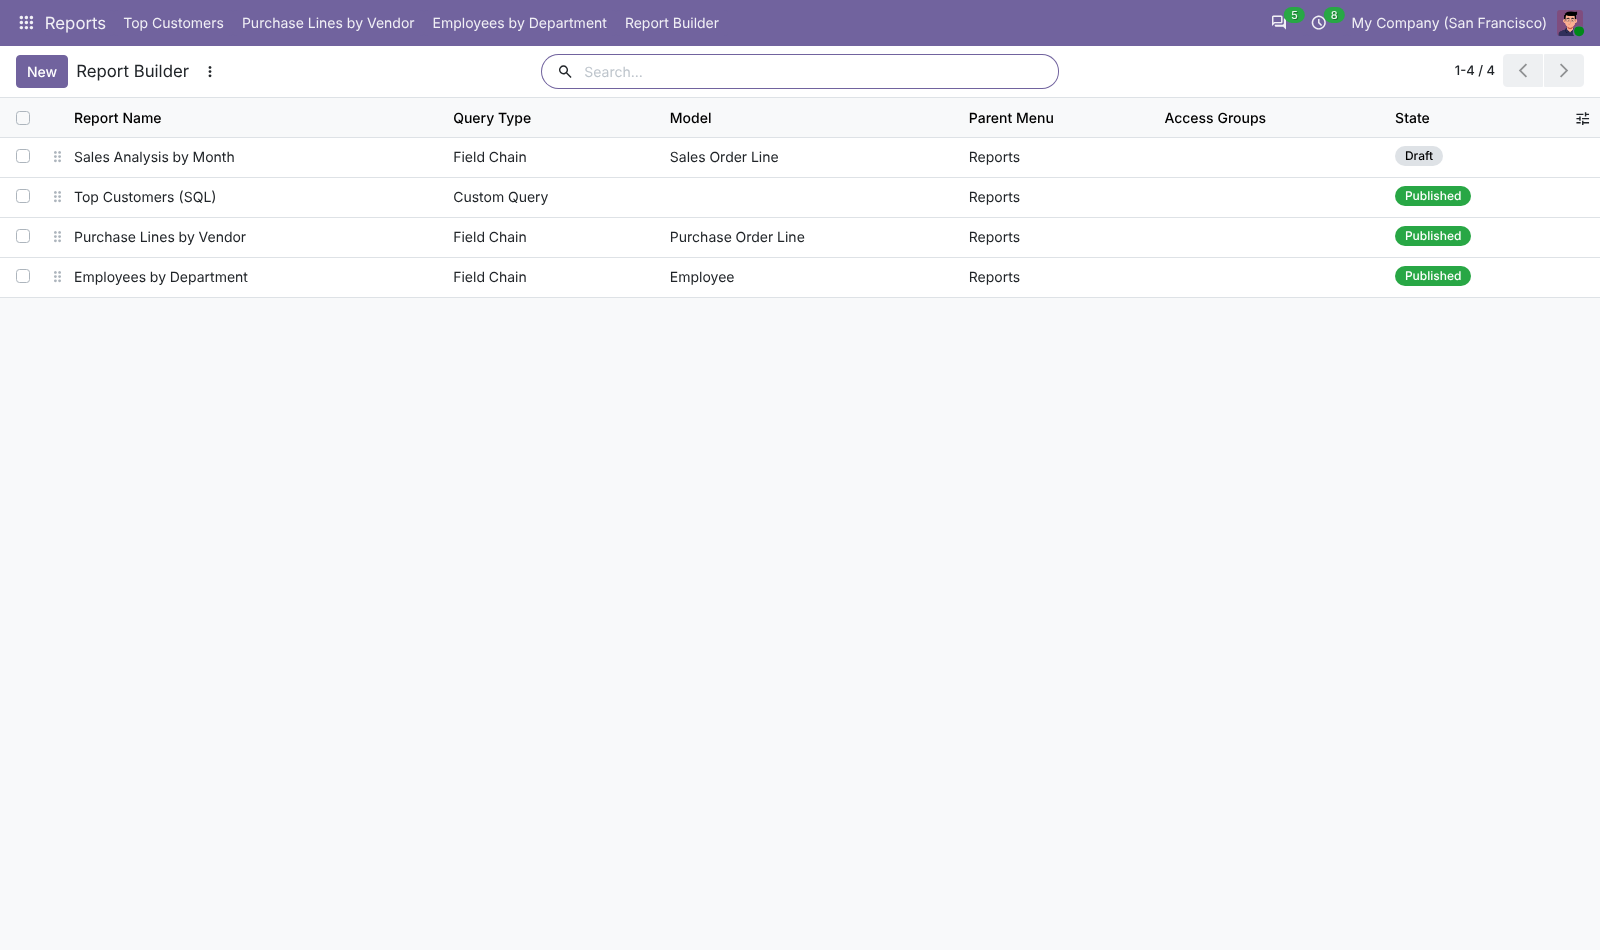 Reports Top Customers Purchase Lines by Vendor Employees by Department Report Builder 5 8 My Company (San Francisco)
New Report Builder Search... 1-4 / 4
Report Name Query Type Model Parent Menu Access Groups State
Sales Analysis by Month Field Chain Sales Order Line Reports Draft
Top Customers (SQL) Custom Query Reports Published
Purchase Lines by Vendor Field Chain Purchase Order Line Reports Published
Employees by Department Field Chain Employee Reports Published